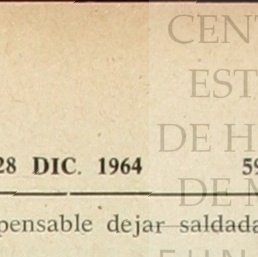 CENT
EST
DE H
28 DIC. 1964 59
DE M
pensable dejar saldada